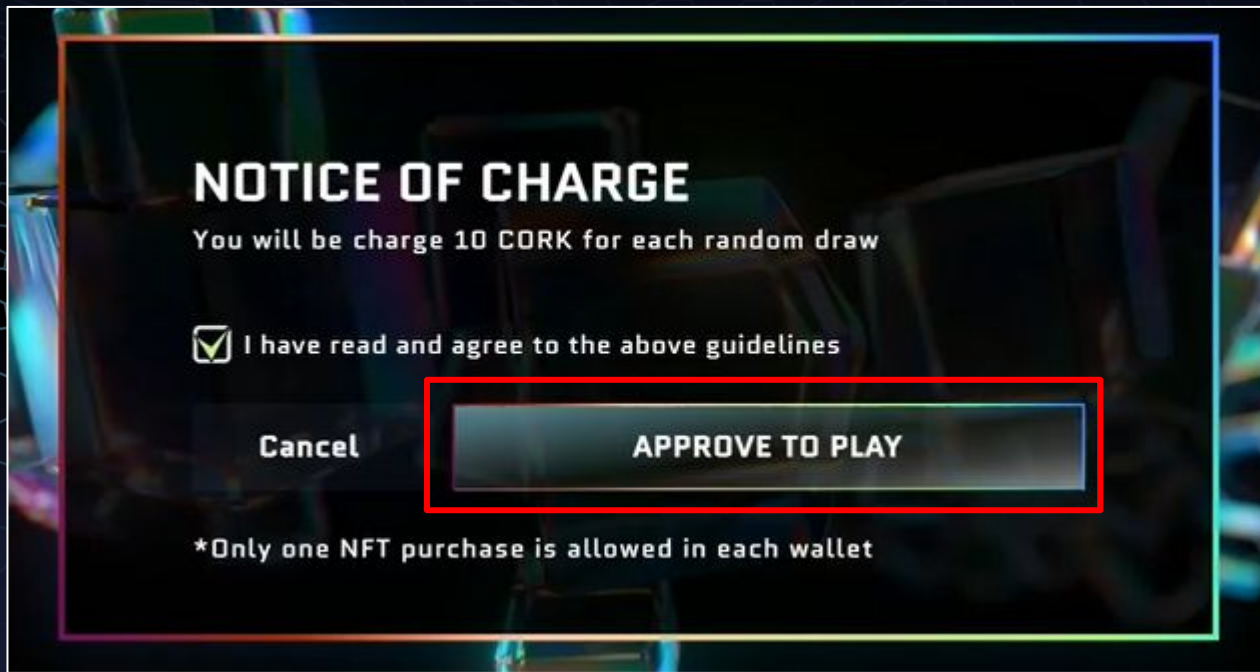 NOTICE OF CHARGE
You will be charge 10 CORK for each random draw
I have read and agree to the above guidelines
Cancel
APPROVE TO PLAY
*Only one NFT purchase is allowed in each wallet